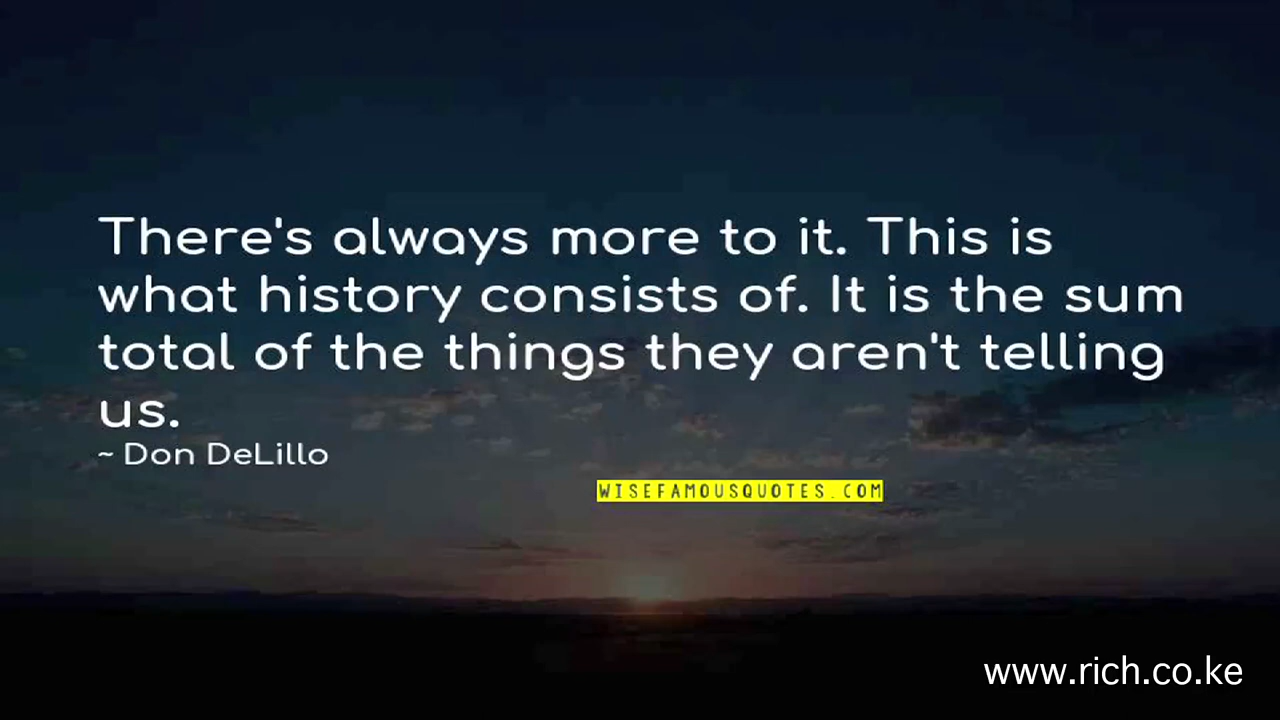 There's always more to it. This is
what history consists of. It is the sum
total of the things they aren't telling
us.
~ Don DeLillo
WISEFAMOUSQUOTES.COM
www.rich.co.ke